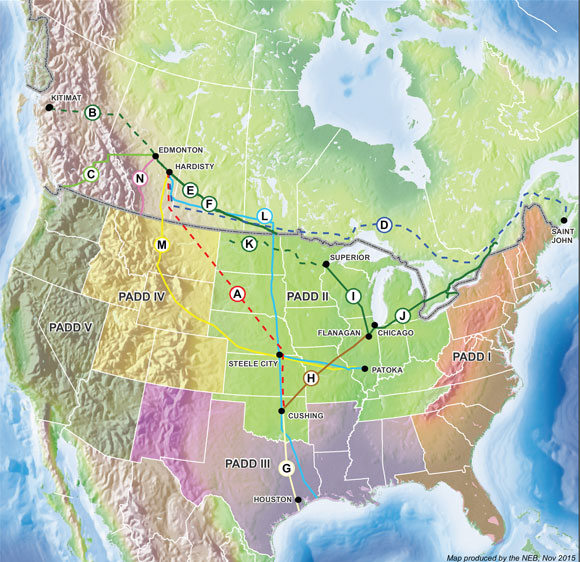 KITIMAT
B
EDMONTON
HARDISTY
C
N
E
F
L
D
SAINT
JOHN
K
M
SUPERIOR
A
PADD II
I
PADD IV
J
PADD V
FLANAGAN
CHICAGO
STEELE CITY
PATOKA
PADD I
H
CUSHING
PADD III
G
HOUSTON
Map produced by the NEB, Nov 2015